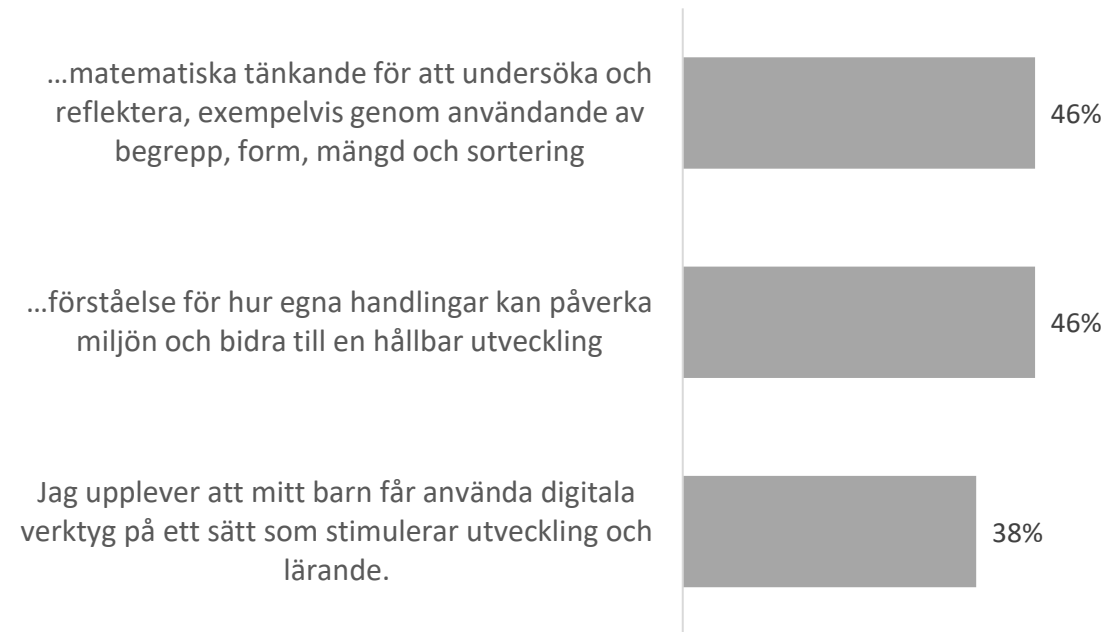 ...matematiska tänkande för att undersöka och
reflektera, exempelvis genom användande av
begrepp, form, mängd och sortering
46%
...förståelse för hur egna handlingar kan påverka
miljön och bidra till en hållbar utveckling
46%
Jag upplever att mitt barn får använda digitala
verktyg på ett sätt som stimulerar utveckling och
lärande.
38%